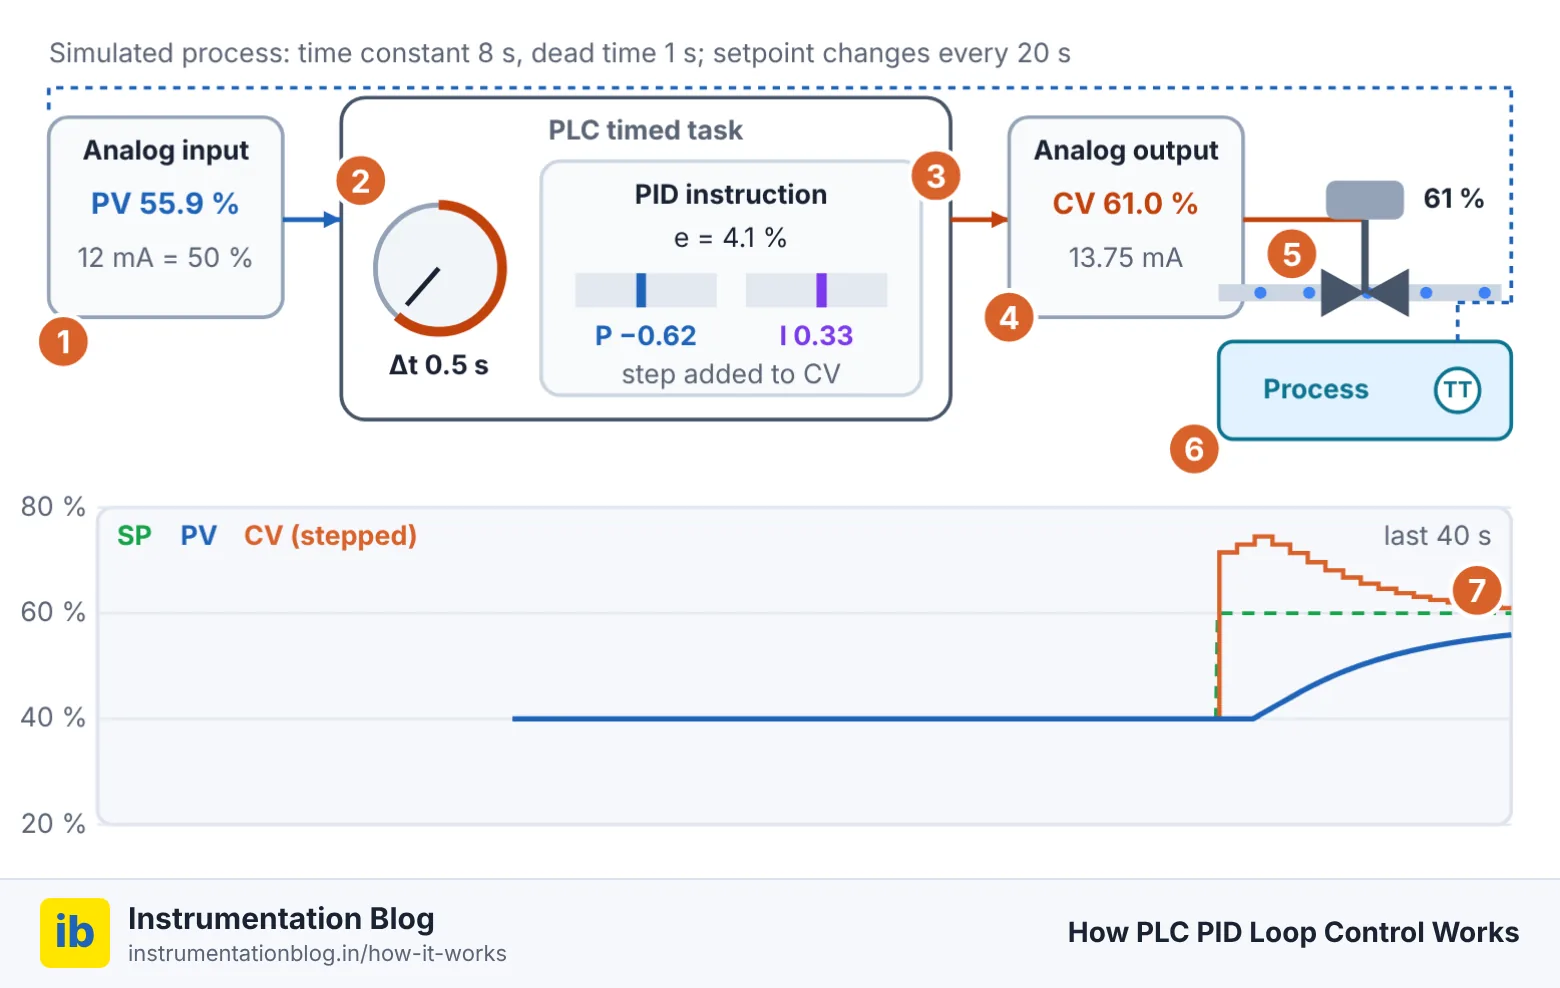 Simulated process: time constant 8 s, dead time 1 s; setpoint changes every 20 s
Analog input
PV 55.9 %
12 mA = 50 %
1
PLC timed task
2
Δt 0.5 s
3
PID instruction
e = 4.1 %
P −0.62
I 0.33
step added to CV
Analog output
CV 61.0 %
13.75 mA
4
61 %
5
Process
TT
6
80 %
60 %
40 %
20 %
SP PV CV (stepped)
last 40 s
7
ib
Instrumentation Blog
instrumentationblog.in/how-it-works
How PLC PID Loop Control Works